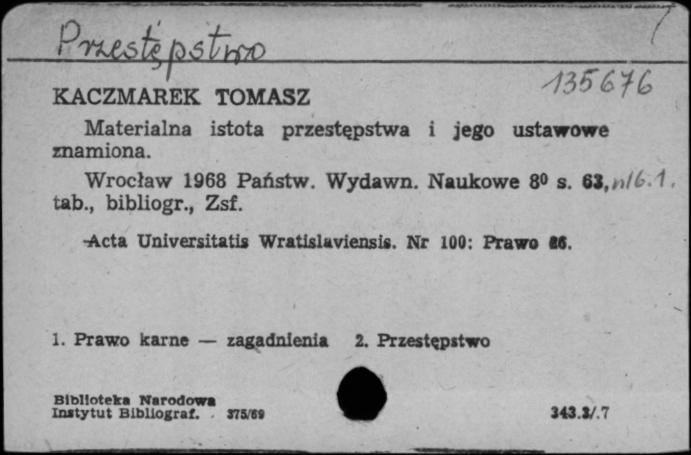 Przestępstwo
135676
KACZMAREK TOMASZ
Materialna istota przestępstwa i jego ustawowe
znamiona.
Wrocław 1968 Państw. Wydawn. Naukowe 8⁰ s. 63,
tab., bibliogr., Zsf.
Acta Universitatis Wratislaviensis. Nr 100: Prawo 26.
1. Prawo karne — zagadnienia 2. Przestępstwo
Biblioteka Narodowa
Instytut Bibliograf. 375/69
343.2/.7